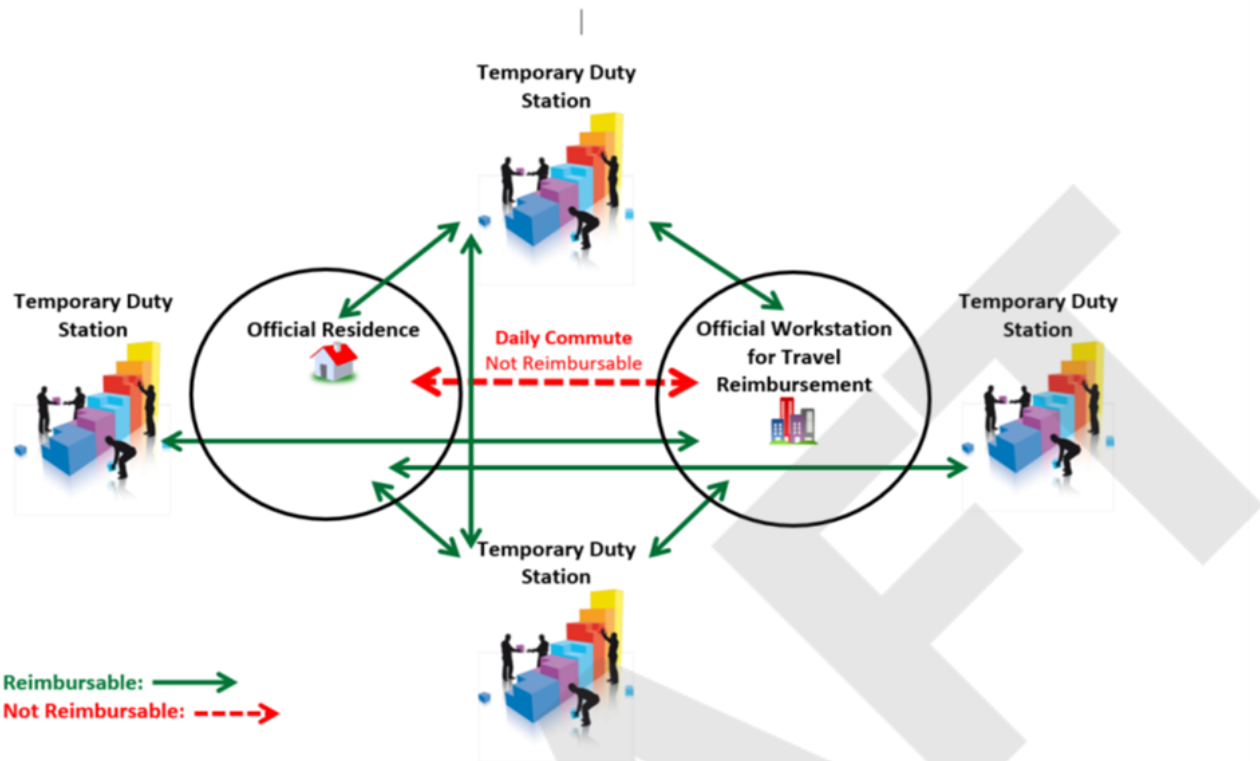 Temporary Duty
Station
Temporary Duty
Station
Official Residence
Daily Commute
Not Reimbursable
Official Workstation
for Travel
Reimbursement
Temporary Duty
Station
Temporary Duty
Station
Reimbursable:
Not Reimbursable: